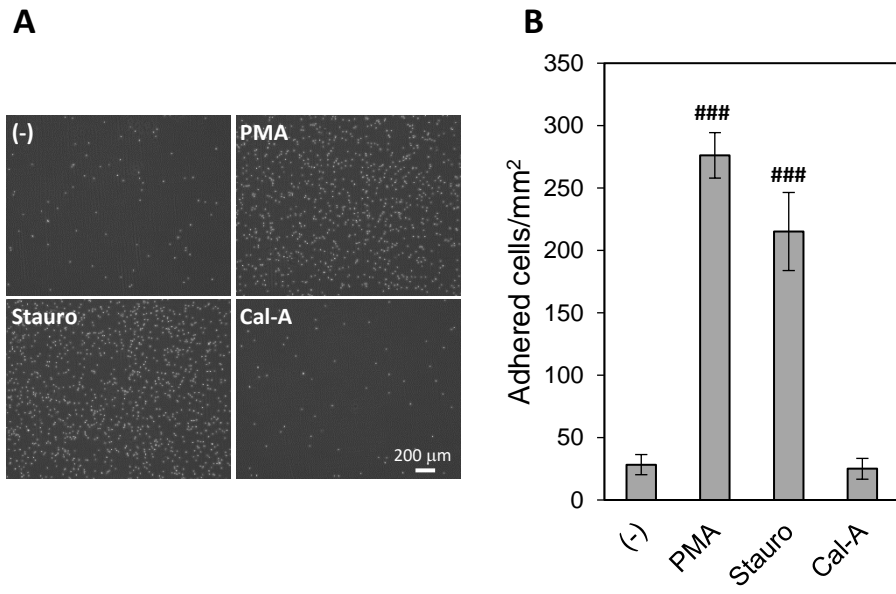 A
(-)
PMA
Stauro
Cal-A
200 μm
B
Adhered cells/mm²
350
300
250
200
150
100
50
0
###
###
(-)
PMA
Stauro
Cal-A